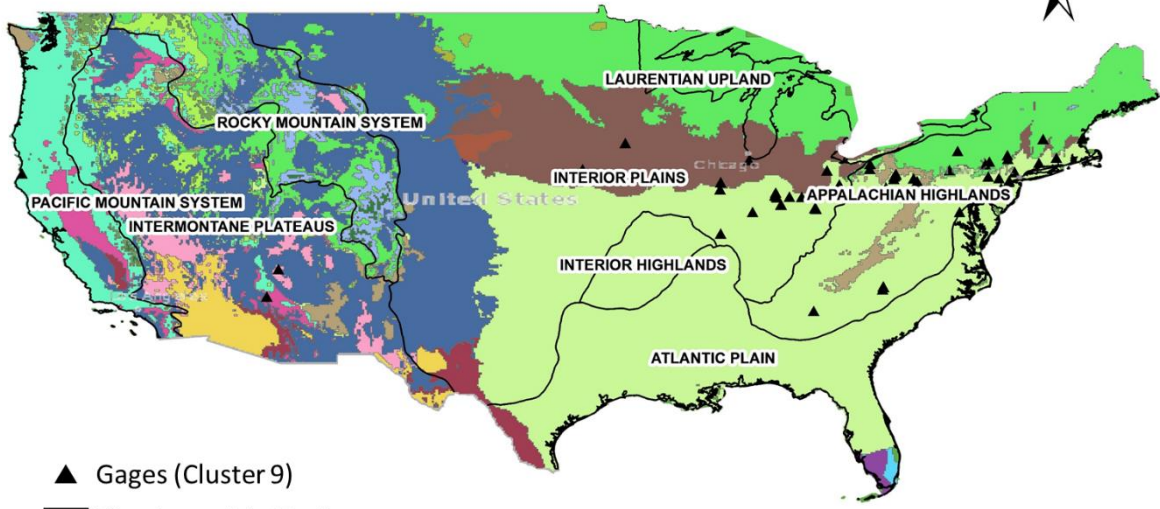 LAURENTIAN UPLAND
ROCKY MOUNTAIN SYSTEM
Chicago
INTERIOR PLAINS
APPALACHIAN HIGHLANDS
United States
PACIFIC MOUNTAIN SYSTEM
INTERMONTANE PLATEAUS
INTERIOR HIGHLANDS
ATLANTIC PLAIN
Gages (Cluster 9)